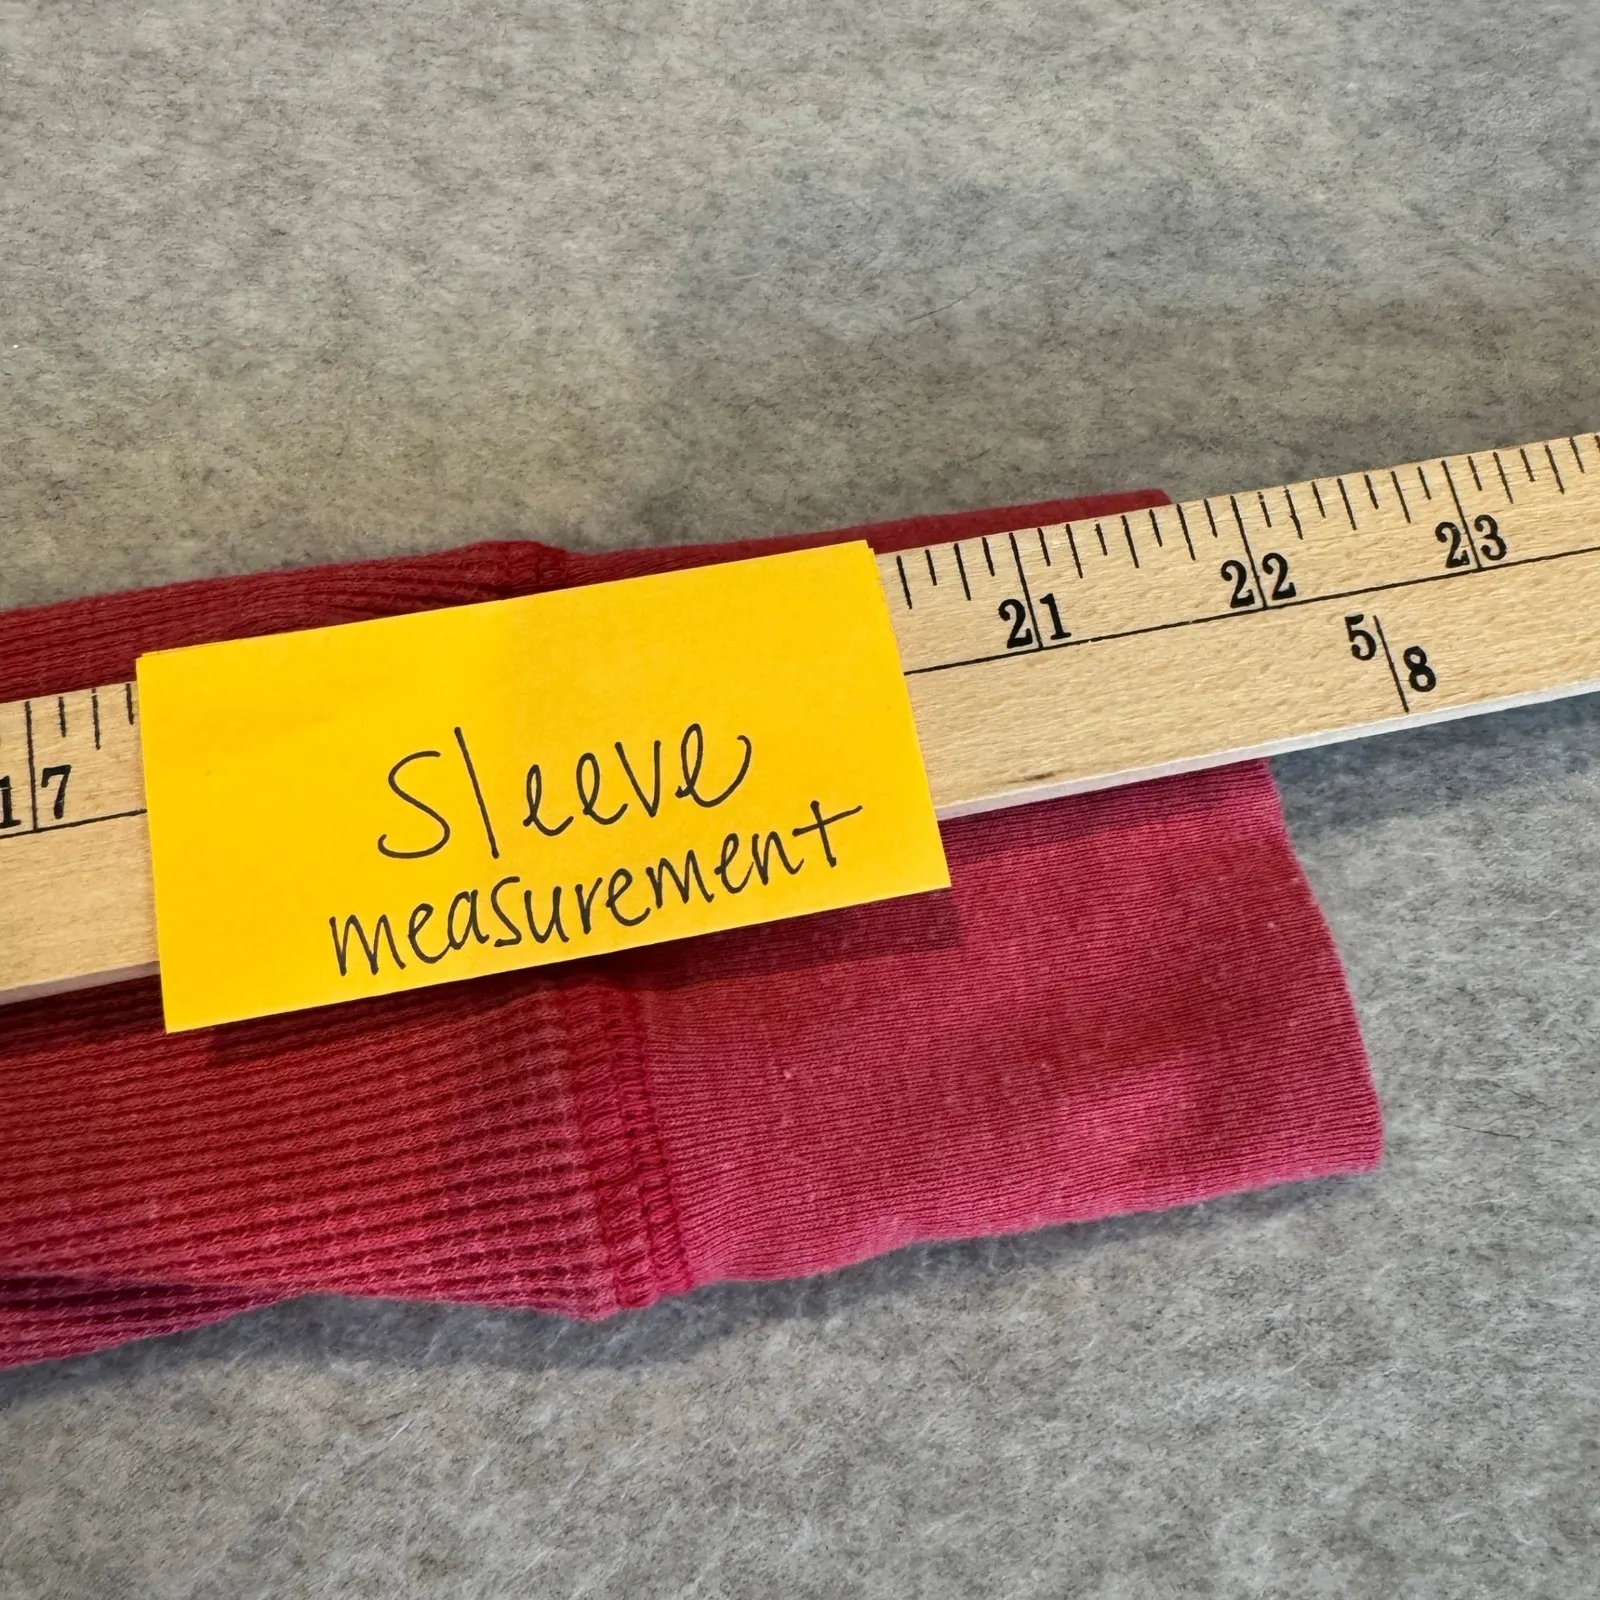 17 21 22 23
5/8
Sleeve
measurement